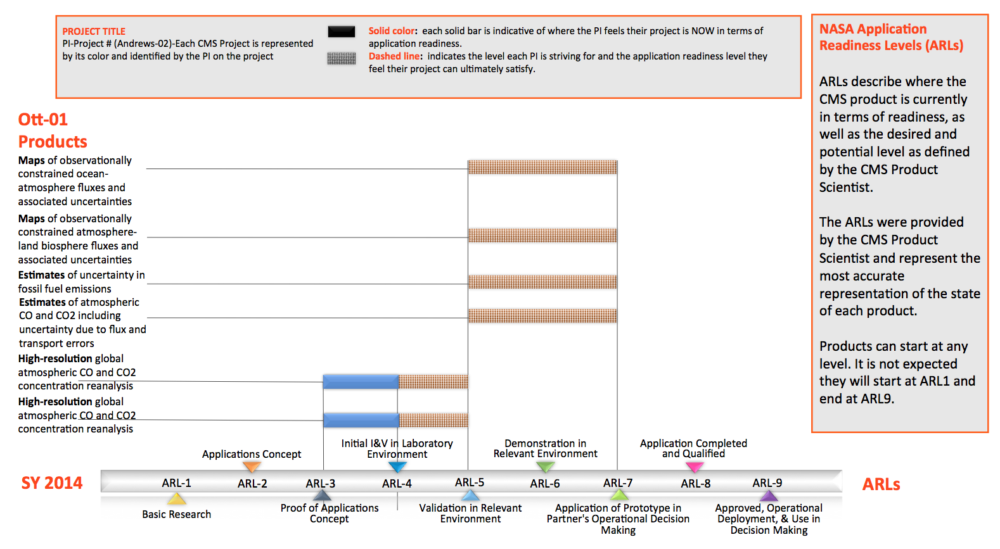 PROJECT TITLE
PI-Project # (Andrews-02)-Each CMS Project is represented
by its color and identified by the PI on the project
Solid color: each solid bar is indicative of where the PI feels their project is NOW in terms of
application readiness.
Dashed line: indicates the level each PI is striving for and the application readiness level they
feel their project can ultimately satisfy.
NASA Application
Readiness Levels (ARLs)
ARLs describe where the
CMS product is currently
in terms of readiness, as
well as the desired and
potential level as defined
by the CMS Product
Scientist.
The ARLs were provided
by the CMS Product
Scientist and represent the
most accurate
representation of the state
of each product.
Products can start at any
level. It is not expected
they will start at ARL1 and
end at ARL9.
Ott-01
Products
Maps of observationally
constrained ocean-
atmosphere fluxes and
associated uncertainties
Maps of observationally
constrained atmosphere-
land biosphere fluxes and
associated uncertainties
Estimates of uncertainty in
fossil fuel emissions
Estimates of atmospheric
CO and CO2 including
uncertainty due to flux and
transport errors
High-resolution global
atmospheric CO and CO2
concentration reanalysis
High-resolution global
atmospheric CO and CO2
concentration reanalysis
Applications Concept
Initial I&V in Laboratory
Environment
Demonstration in
Relevant Environment
Application Completed
and Qualified
SY 2014
ARL-1
ARL-2
ARL-3
ARL-4
ARL-5
ARL-6
ARL-7
ARL-8
ARL-9
ARLs
Basic Research
Proof of Applications
Concept
Validation in Relevant
Environment
Application of Prototype in
Partner's Operational Decision
Making
Approved, Operational
Deployment, & Use in
Decision Making